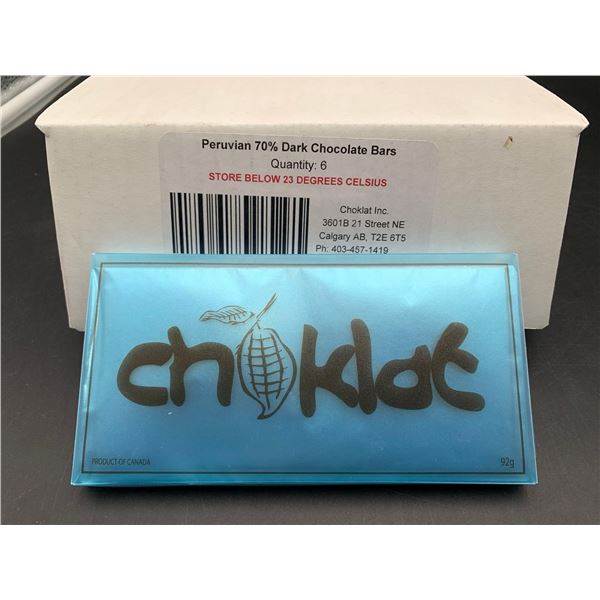 Peruvian 70% Dark Chocolate Bars
Quantity: 6
STORE BELOW 23 DEGREES CELSIUS
Choklat Inc.
3601B 21 Street NE
Calgary AB, T2E 6T5
Ph: 403-457-1419
choklat
PRODUCT OF CANADA
92g